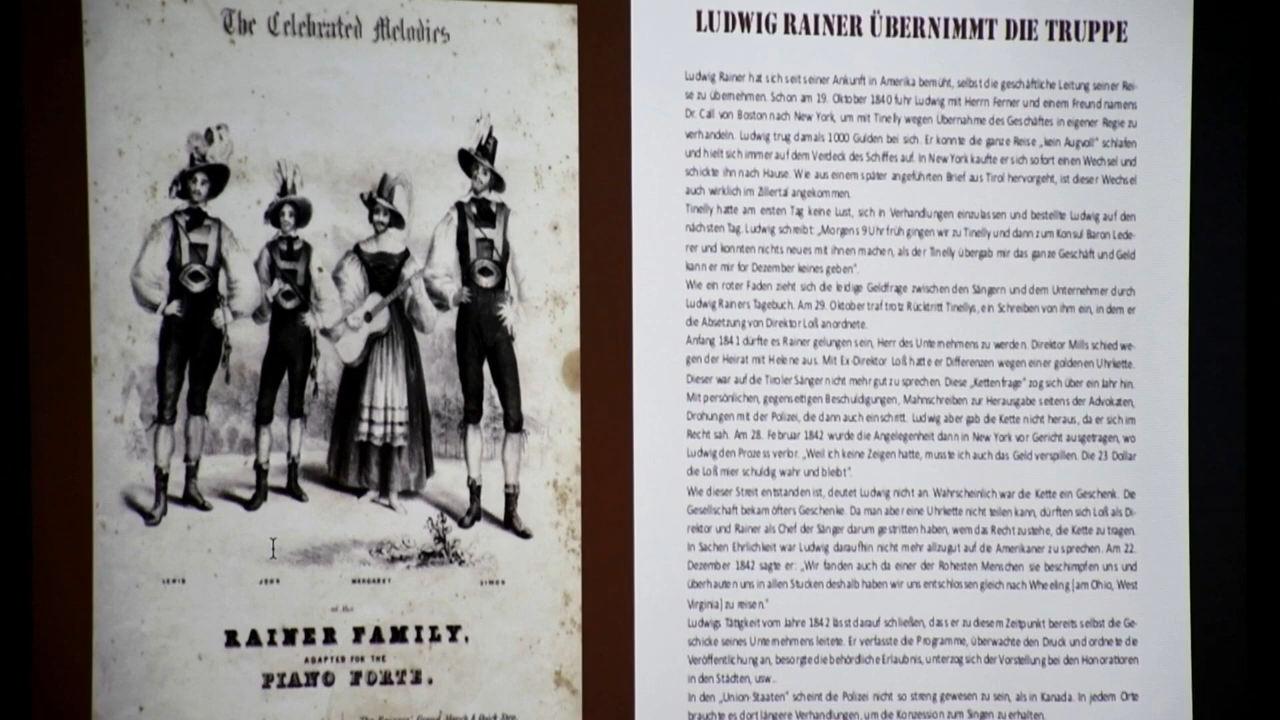 The Celebrated Melodies
LEWIS JOHN MARGARET SIMON
of the
RAINER FAMILY,
ADAPTED FOR THE
PIANO FORTE.
LUDWIG RAINER ÜBERNIMMT DIE TRUPPE
Ludwig Rainer hat sich seit seiner Ankunft in Amerika bemüht, selbst die geschäftliche Leitung seiner Rei-
se zu übernehmen. Schon am 19. Oktober 1840 fuhr Ludwig mit Herrn Ferner und einem Freund namens
Dr. Call von Boston nach New York, um mit Tinelly wegen Übernahme des Geschäftes in eigener Regie zu
verhandeln. Ludwig trug damals 1000 Gulden bei sich. Er konnte die ganze Reise „kein Augvoll“ schlafen
und hielt sich immer auf dem Verdeck des Schiffes auf. In New York kaufte er sich sofort einen Wechsel und
schickte ihn nach Hause. Wie aus einem später angeführten Brief aus Tirol hervorgeht, ist dieser Wechsel
auch wirklich im Zillertal angekommen.
Tinelly hatte am ersten Tag keine Lust, sich in Verhandlungen einzulassen und bestellte Ludwig auf den
nächsten Tag. Ludwig schreibt: „Morgens 9 Uhr früh gingen wir zu Tinelly und dann zum Konsul Baron Lede-
rer und konnten nichts neues mit ihnen machen, als der Tinelly übergab mir das ganze Geschäft und Geld
kann er mir for Dezember keines geben“.
Wie ein roter Faden zieht sich die leidige Geldfrage zwischen den Sängern und dem Unternehmer durch
Ludwig Rainers Tagebuch. Am 29. Oktober traf trotz Rücktritt Tinellys, ein Schreiben von ihm ein, in dem er
die Absetzung von Direktor Loß anordnete.
Anfang 1841 dürfte es Rainer gelungen sein, Herr des Unternehmens zu werden. Direktor Mills schied we-
gen der Heirat mit Helene aus. Mit Ex-Direktor Loß hatte er Differenzen wegen einer goldenen Uhrkette.
Dieser war auf die Tiroler Sänger nicht mehr gut zu sprechen. Diese „Kettenfrage“ zog sich über ein Jahr hin.
Mit persönlichen, gegenseitigen Beschuldigungen, Mahnschreiben zur Herausgabe seitens der Advokaten,
Drohungen mit der Polizei, die dann auch einschritt. Ludwig aber gab die Kette nicht heraus, da er sich im
Recht sah. Am 28. Februar 1842 wurde die Angelegenheit dann in New York vor Gericht ausgetragen, wo
Ludwig den Prozess verlor. „Weil ich keine Zeigen hatte, musste ich auch das Geld verspillen. Die 23 Dollar
die Loß mier schuldig wahr und bleibt“.
Wie dieser Streit entstanden ist, deutet Ludwig nicht an. Wahrscheinlich war die Kette ein Geschenk. Die
Gesellschaft bekam öfters Geschenke. Da man aber eine Uhrkette nicht teilen kann, dürften sich Loß als Di-
rektor und Rainer als Chef der Sänger darum gestritten haben, wem das Recht zustehe, die Kette zu tragen.
In Sachen Ehrlichkeit war Ludwig daraufhin nicht mehr allzugut auf die Amerikaner zu sprechen. Am 22.
Dezember 1842 sagte er: „Wir fanden auch da einer der Rohesten Menschen sie beschimpfen uns und
überhauten uns in allen Stucken deshalb haben wir uns entschlossen gleich nach Wheeling [am Ohio, West
Virginia] zu reisen.“
Ludwigs Tätigkeit vom Jahre 1842 lässt darauf schließen, dass er zu diesem Zeitpunkt bereits selbst die Ge-
schicke seines Unternehmens leitete. Er verfasste die Programme, überwachte den Druck und ordnete die
Veröffentlichung an, besorgte die behördliche Erlaubnis, unterzog sich der Vorstellung bei den Honoratioren
in den Städten, usw..
In den „Union Staaten“ scheint die Polizei nicht so streng gewesen zu sein, als in Kanada. In jedem Orte
brauchte es dort längere Verhandlungen, um die Konzession zum Singen zu erhalten.